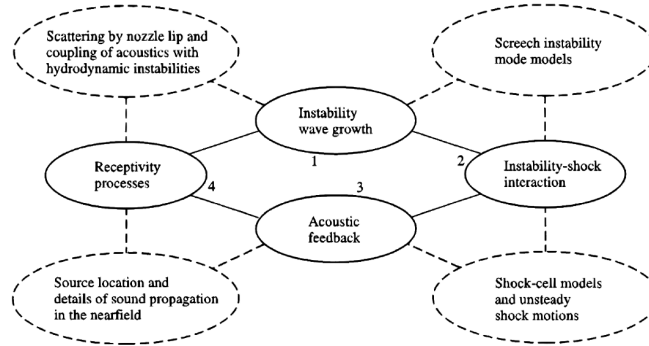 Scattering by nozzle lip and
coupling of acoustics with
hydrodynamic instabilities
Screech instability
mode models
Instability
wave growth
1
Receptivity
processes
4
2
Instability-shock
interaction
3
Acoustic
feedback
Source location and
details of sound propagation
in the nearfield
Shock-cell models
and unsteady
shock motions